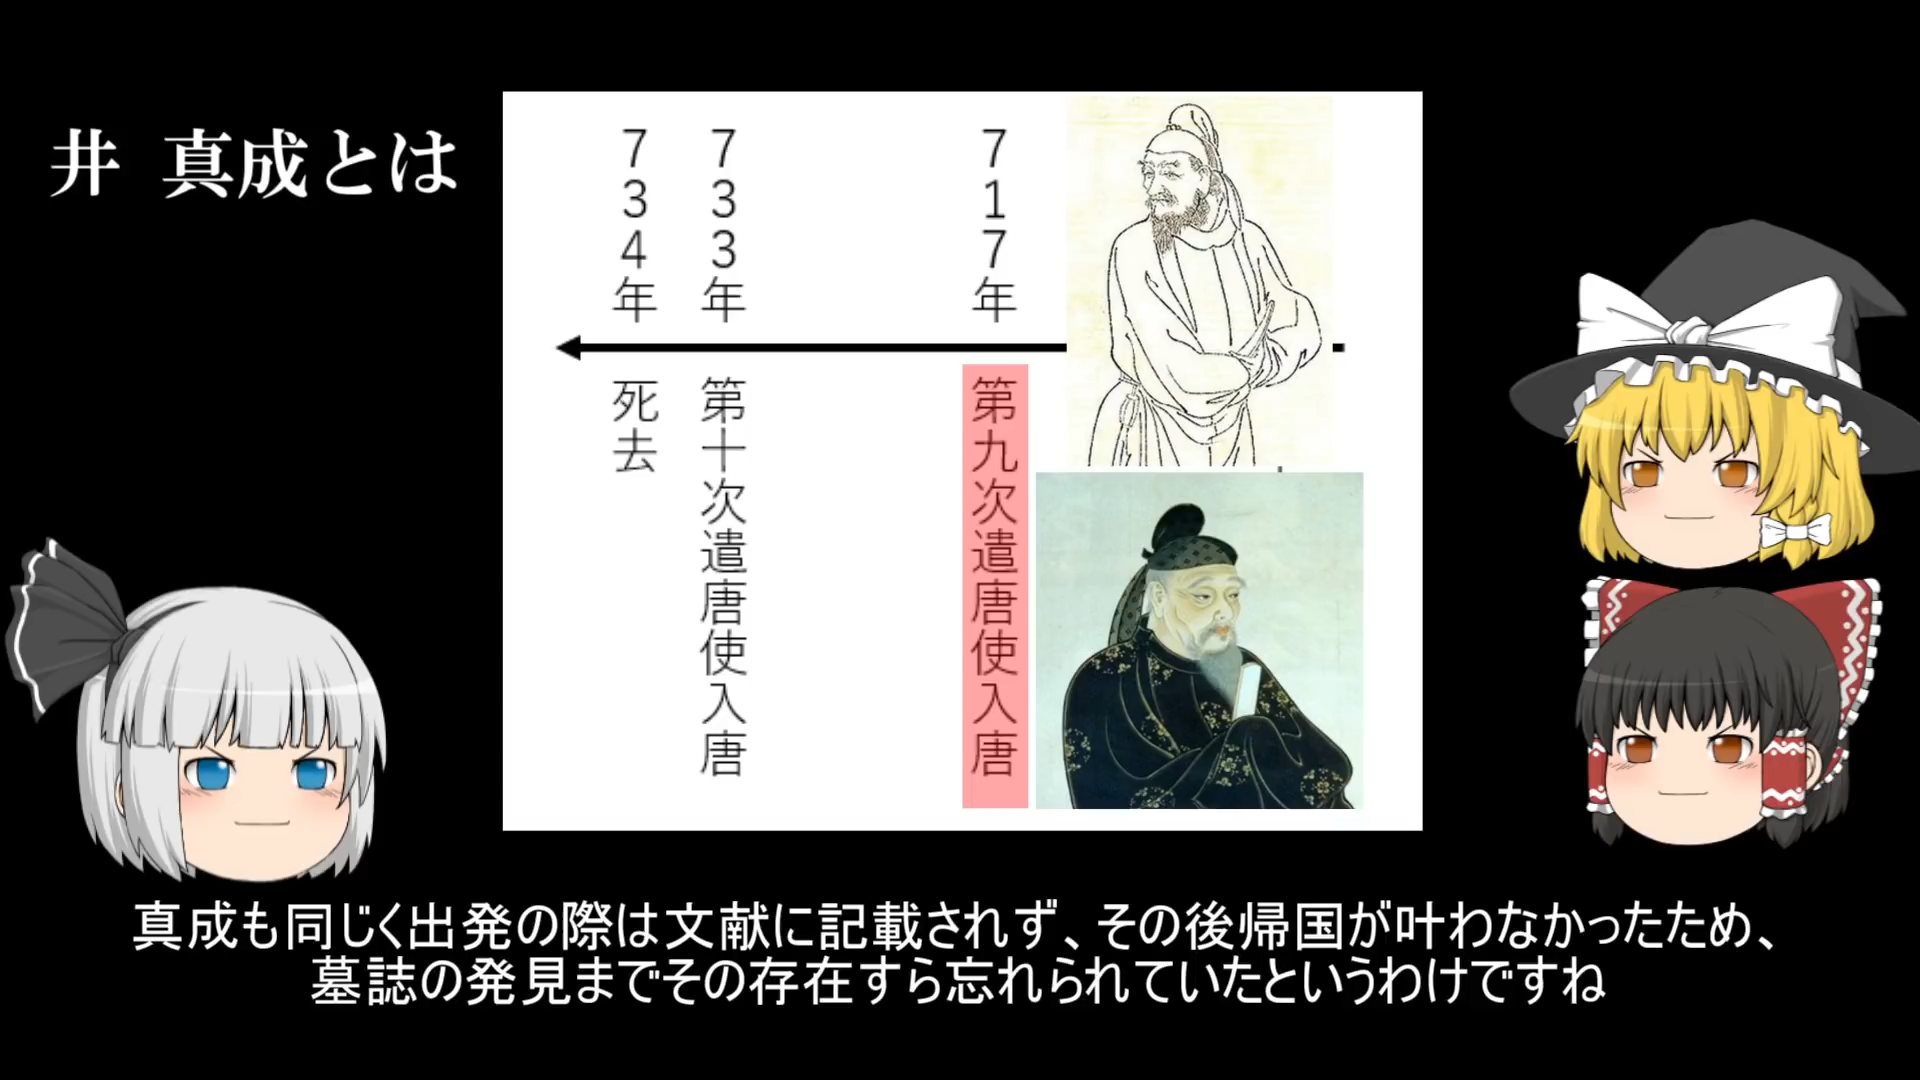 井 真成とは
717年
第九次遣唐使入唐
733年
第十次遣唐使入唐
734年
死去
真成も同じく出発の際は文献に記載されず、その後帰国が叶わなかったため、
墓誌の発見までその存在すら忘れられていたというわけですね